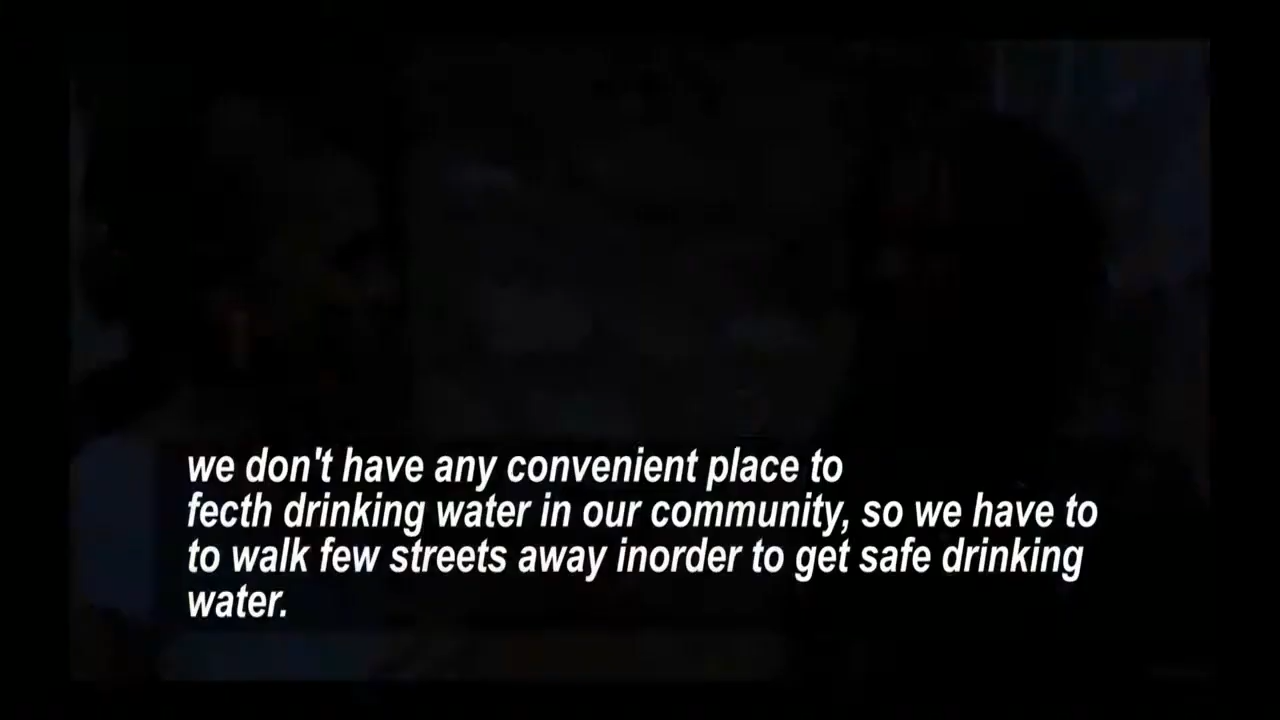 we don't have any convenient place to
fecth drinking water in our community, so we have to
to walk few streets away inorder to get safe drinking
water.